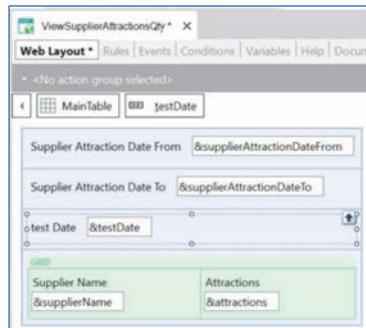 ViewSupplierAttractionsQty * X
Web Layout * | Rules | Events | Conditions | Variables | Help | Docum
<No action group selected>
MainTable testDate
Supplier Attraction Date From &supplierAttractionDateFrom
Supplier Attraction Date To &supplierAttractionDateTo
test Date &testDate
GRID
Supplier Name Attractions
&supplierName &attractions